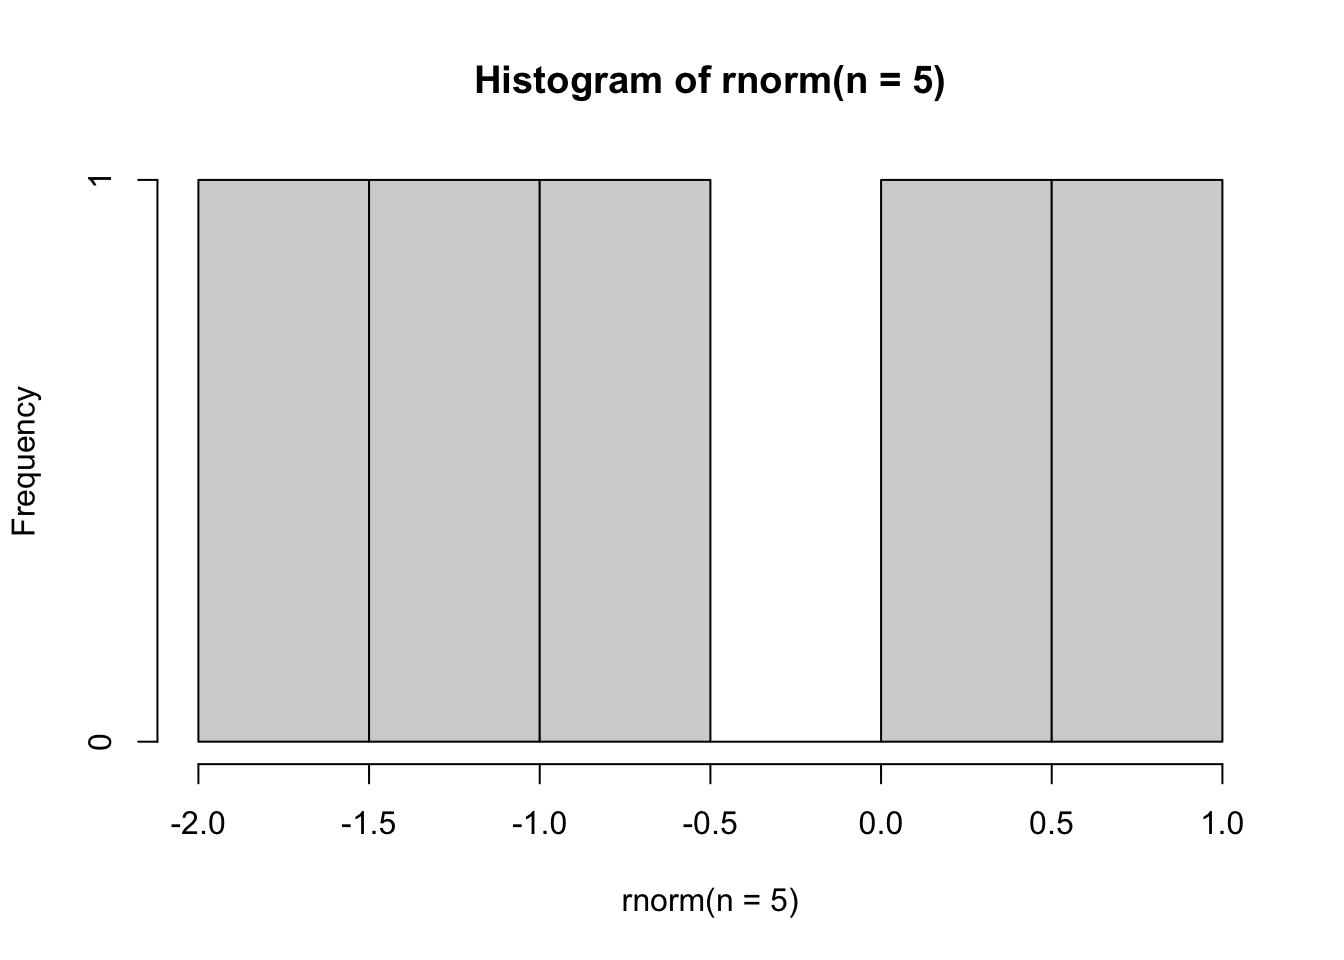 Histogram of rnorm(n = 5)
Frequency
1
0
-2.0 -1.5 -1.0 -0.5 0.0 0.5 1.0
rnorm(n = 5)